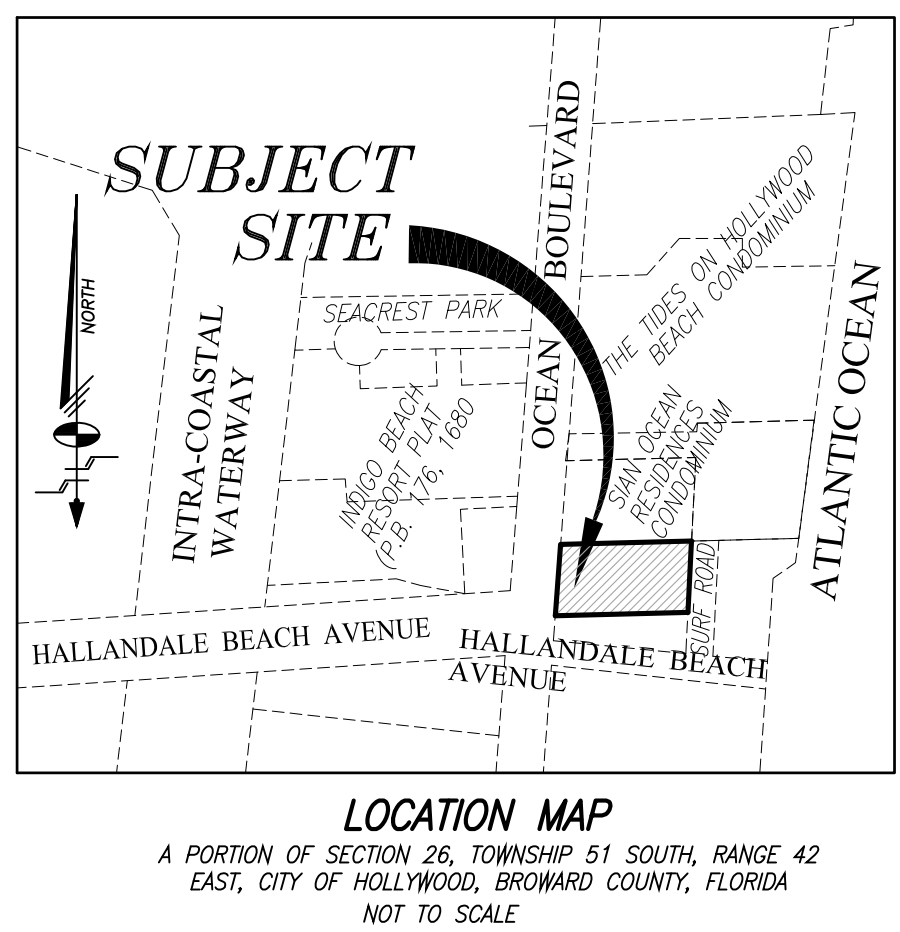 SUBJECT
SITE
NORTH
INTRA-COASTAL
WATERWAY
SEACREST PARK
INDIGO BEACH
RESORT PLAT
(P.B. 176, 1680
OCEAN BOULEVARD
THE TIDES ON HOLLYWOOD
BEACH CONDOMINIUM
SIAN OCEAN
RESIDENCES
CONDOMINIUM
ATLANTIC OCEAN
SURF ROAD
HALLANDALE BEACH AVENUE
HALLANDALE BEACH
AVENUE
LOCATION MAP
A PORTION OF SECTION 26, TOWNSHIP 51 SOUTH, RANGE 42
EAST, CITY OF HOLLYWOOD, BROWARD COUNTY, FLORIDA
NOT TO SCALE